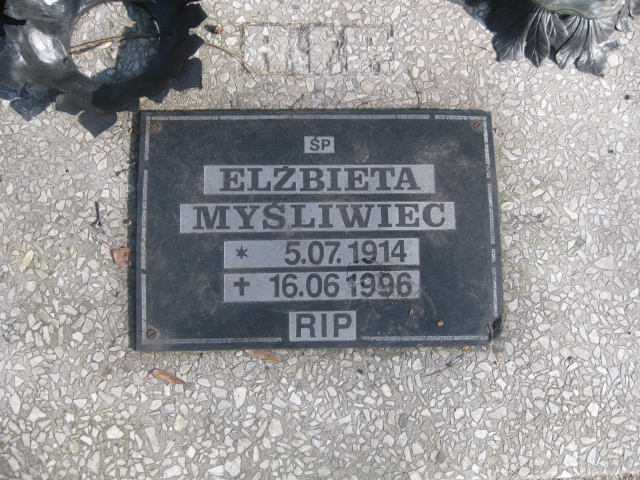 ŚP
ELŻBIETA
MYŚLIWIEC
* 5.07.1914
✝ 16.06 1996
RIP